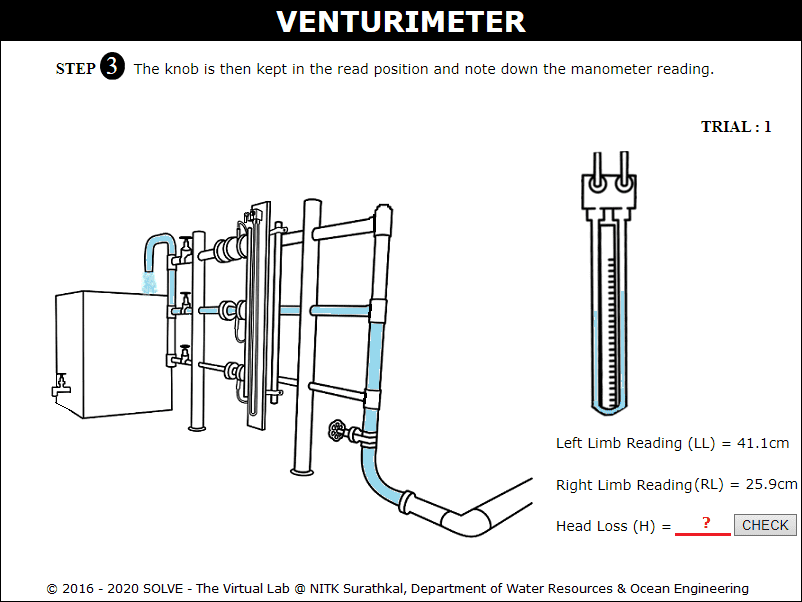 VENTURIMETER
STEP 3 The knob is then kept in the read position and note down the manometer reading.
TRIAL : 1
Left Limb Reading (LL) = 41.1cm
Right Limb Reading(RL) = 25.9cm
Head Loss (H) = ? CHECK
© 2016 - 2020 SOLVE - The Virtual Lab @ NITK Surathkal, Department of Water Resources & Ocean Engineering